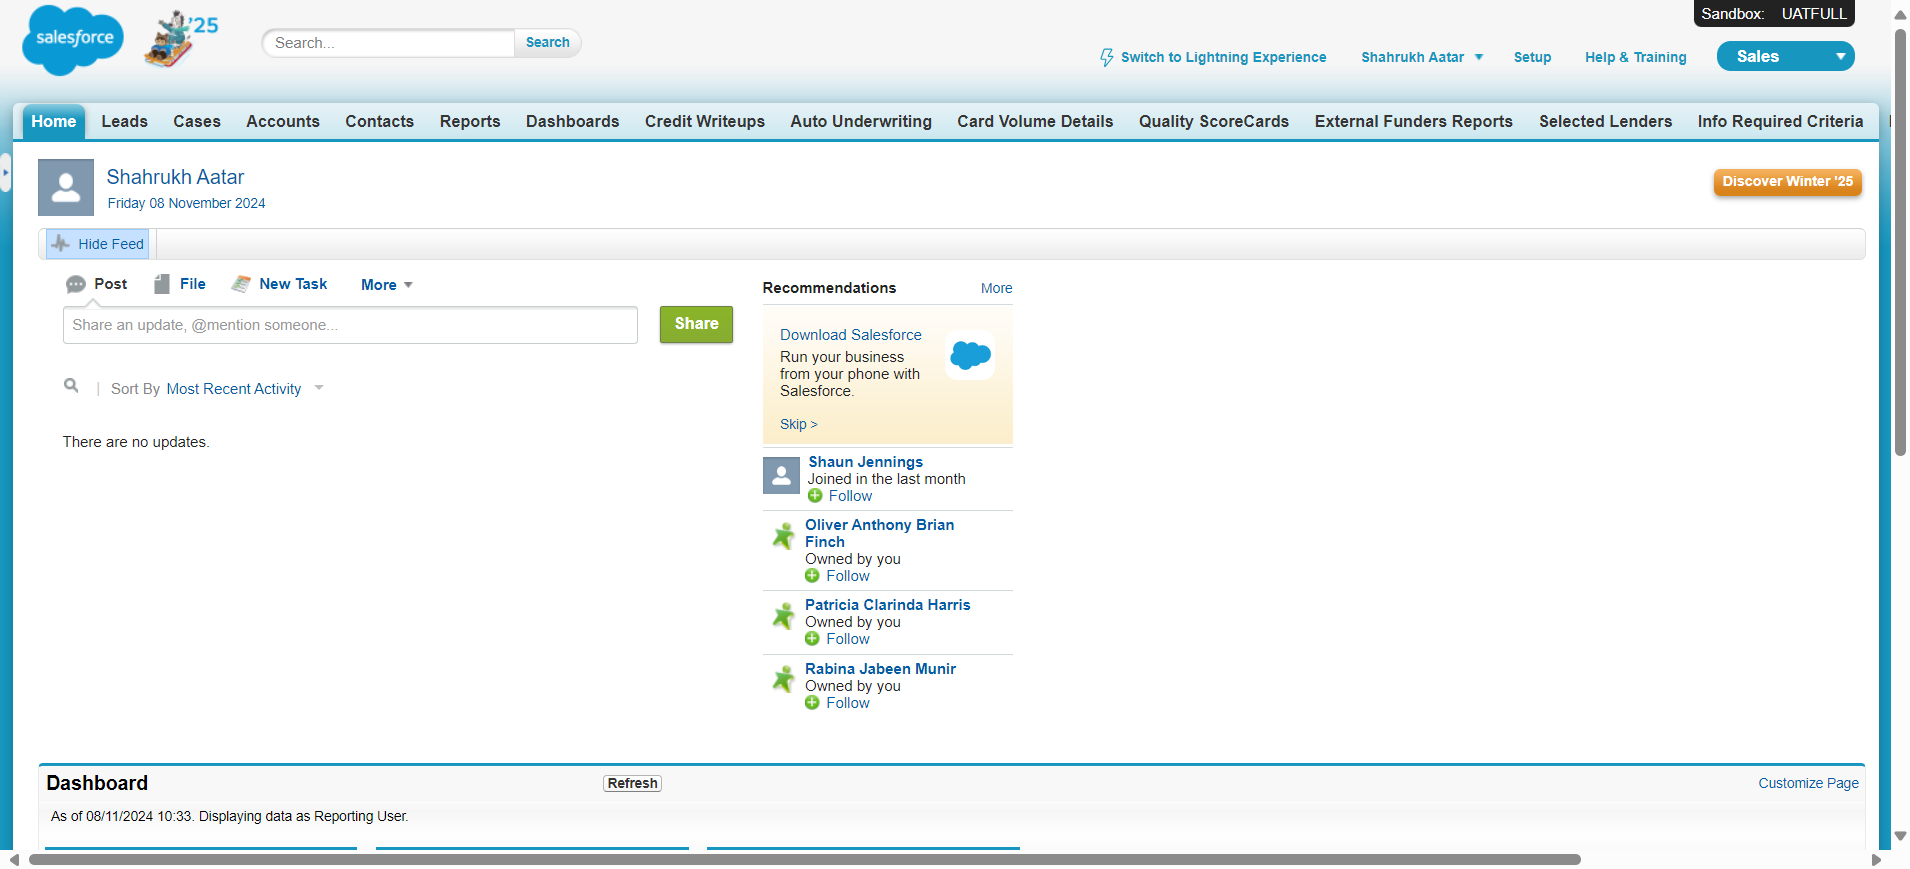 Sandbox: UATFULL
salesforce
'25
Search...
Search
Switch to Lightning Experience
Shahrukh Aatar
Setup
Help & Training
Sales
Home
Leads
Cases
Accounts
Contacts
Reports
Dashboards
Credit Writeups
Auto Underwriting
Card Volume Details
Quality ScoreCards
External Funders Reports
Selected Lenders
Info Required Criteria
Shahrukh Aatar
Friday 08 November 2024
Discover Winter '25
Hide Feed
Post
File
New Task
More
Share an update, @mention someone...
Share
Sort By Most Recent Activity
There are no updates.
Recommendations
More
Download Salesforce
Run your business
from your phone with
Salesforce.
Skip >
Shaun Jennings
Joined in the last month
Follow
Oliver Anthony Brian
Finch
Owned by you
Follow
Patricia Clarinda Harris
Owned by you
Follow
Rabina Jabeen Munir
Owned by you
Follow
Dashboard
Refresh
Customize Page
As of 08/11/2024 10:33. Displaying data as Reporting User.